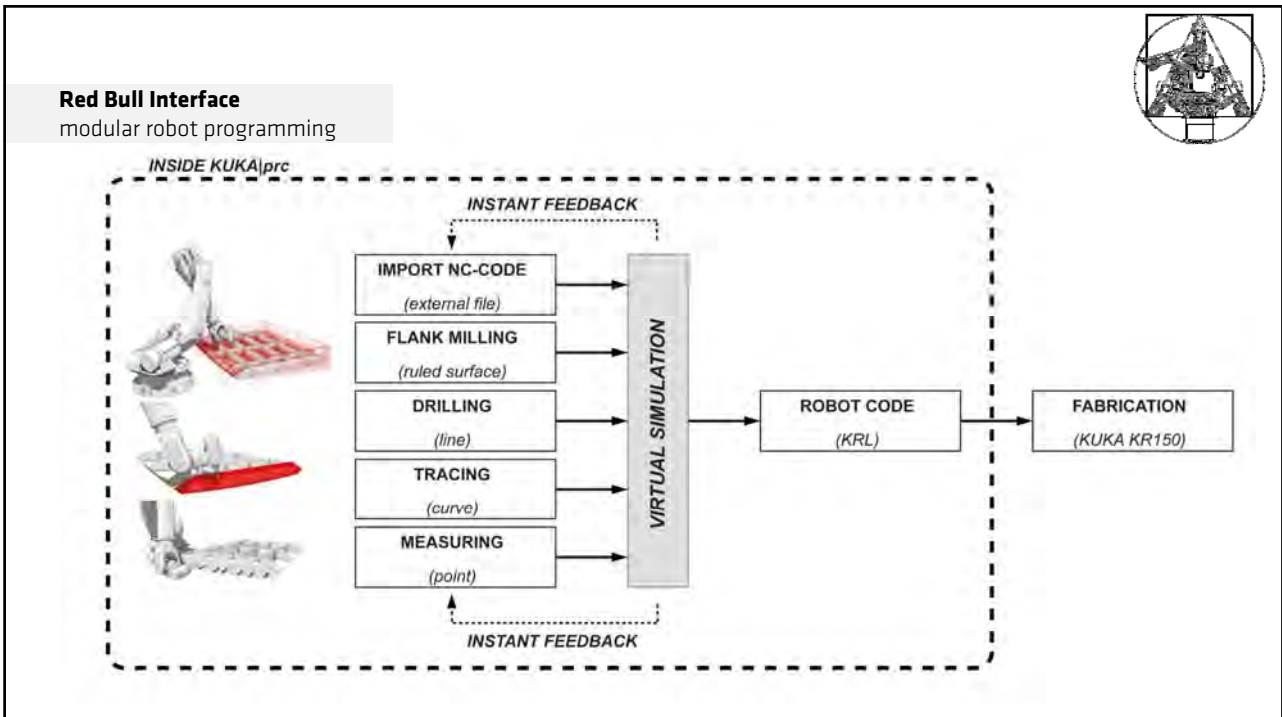 Red Bull Interface
modular robot programming
INSIDE KUKA|prc
INSTANT FEEDBACK
IMPORT NC-CODE
(external file)
FLANK MILLING
(ruled surface)
DRILLING
(line)
TRACING
(curve)
MEASURING
(point)
VIRTUAL SIMULATION
ROBOT CODE
(KRL)
FABRICATION
(KUKA KR150)
INSTANT FEEDBACK